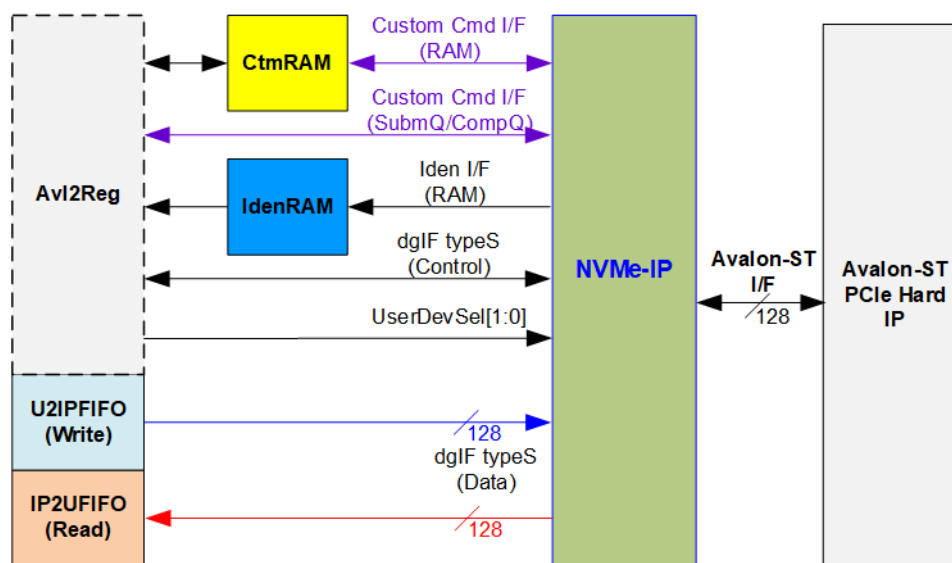 Custom Cmd I/F
(RAM)
CtmRAM
Custom Cmd I/F
(SubmQ/CompQ)
AvI2Reg
Iden I/F
(RAM)
IdenRAM
dgIF typeS
(Control)
UserDevSel[1:0]
NVMe-IP
Avalon-ST
I/F
128
Avalon-ST
PCIe Hard
IP
U2IPFIFO
(Write)
128
dgIF typeS
(Data)
IP2UFIFO
(Read)
128